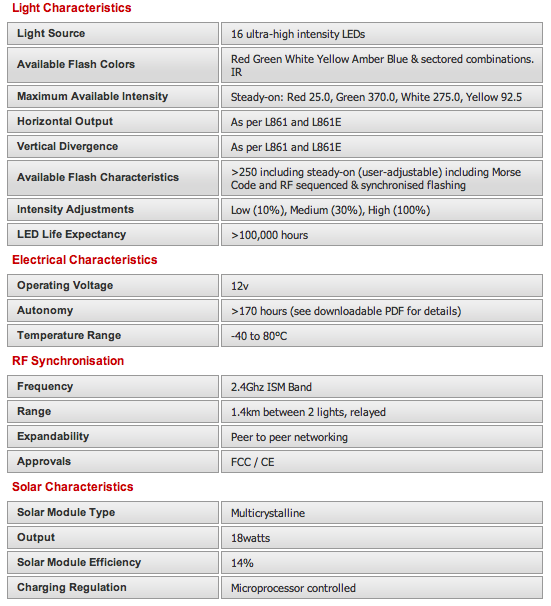 Light Characteristics
Light Source 16 ultra-high intensity LEDs
Available Flash Colors Red Green White Yellow Amber Blue & sectored combinations.
IR
Maximum Available Intensity Steady-on: Red 25.0, Green 370.0, White 275.0, Yellow 92.5
Horizontal Output As per L861 and L861E
Vertical Divergence As per L861 and L861E
Available Flash Characteristics >250 including steady-on (user-adjustable) including Morse
Code and RF sequenced & synchronised flashing
Intensity Adjustments Low (10%), Medium (30%), High (100%)
LED Life Expectancy >100,000 hours
Electrical Characteristics
Operating Voltage 12v
Autonomy >170 hours (see downloadable PDF for details)
Temperature Range -40 to 80ºC
RF Synchronisation
Frequency 2.4Ghz ISM Band
Range 1.4km between 2 lights, relayed
Expandability Peer to peer networking
Approvals FCC / CE
Solar Characteristics
Solar Module Type Multicrystalline
Output 18watts
Solar Module Efficiency 14%
Charging Regulation Microprocessor controlled